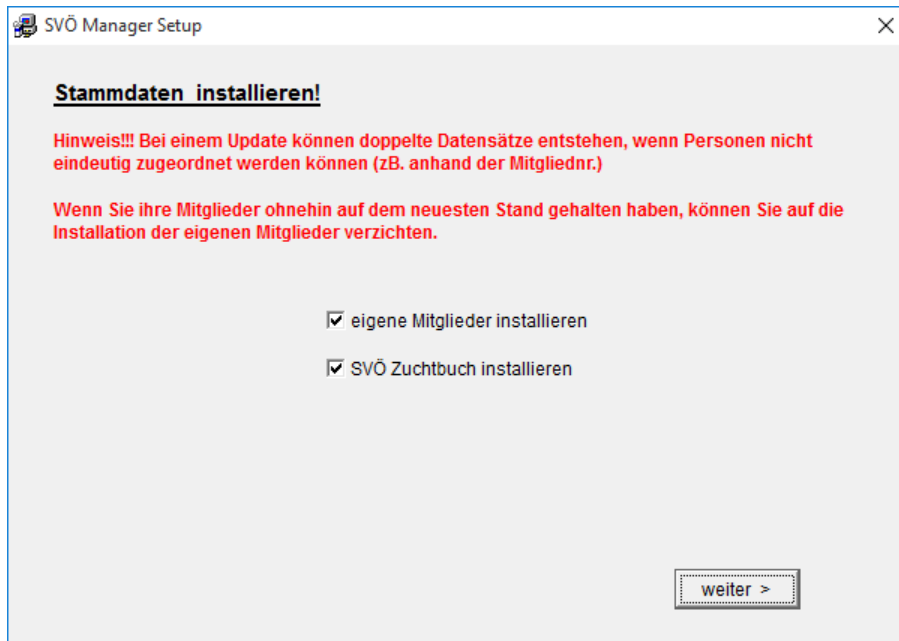 SVÖ Manager Setup
Stammdaten installieren!
Hinweis!!! Bei einem Update können doppelte Datensätze entstehen, wenn Personen nicht
eindeutig zugeordnet werden können (zB. anhand der Mitgliednr.)
Wenn Sie ihre Mitglieder ohnehin auf dem neuesten Stand gehalten haben, können Sie auf die
Installation der eigenen Mitglieder verzichten.
eigene Mitglieder installieren
SVÖ Zuchtbuch installieren
weiter >